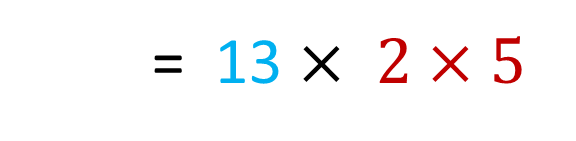 = 13 × 2 × 5